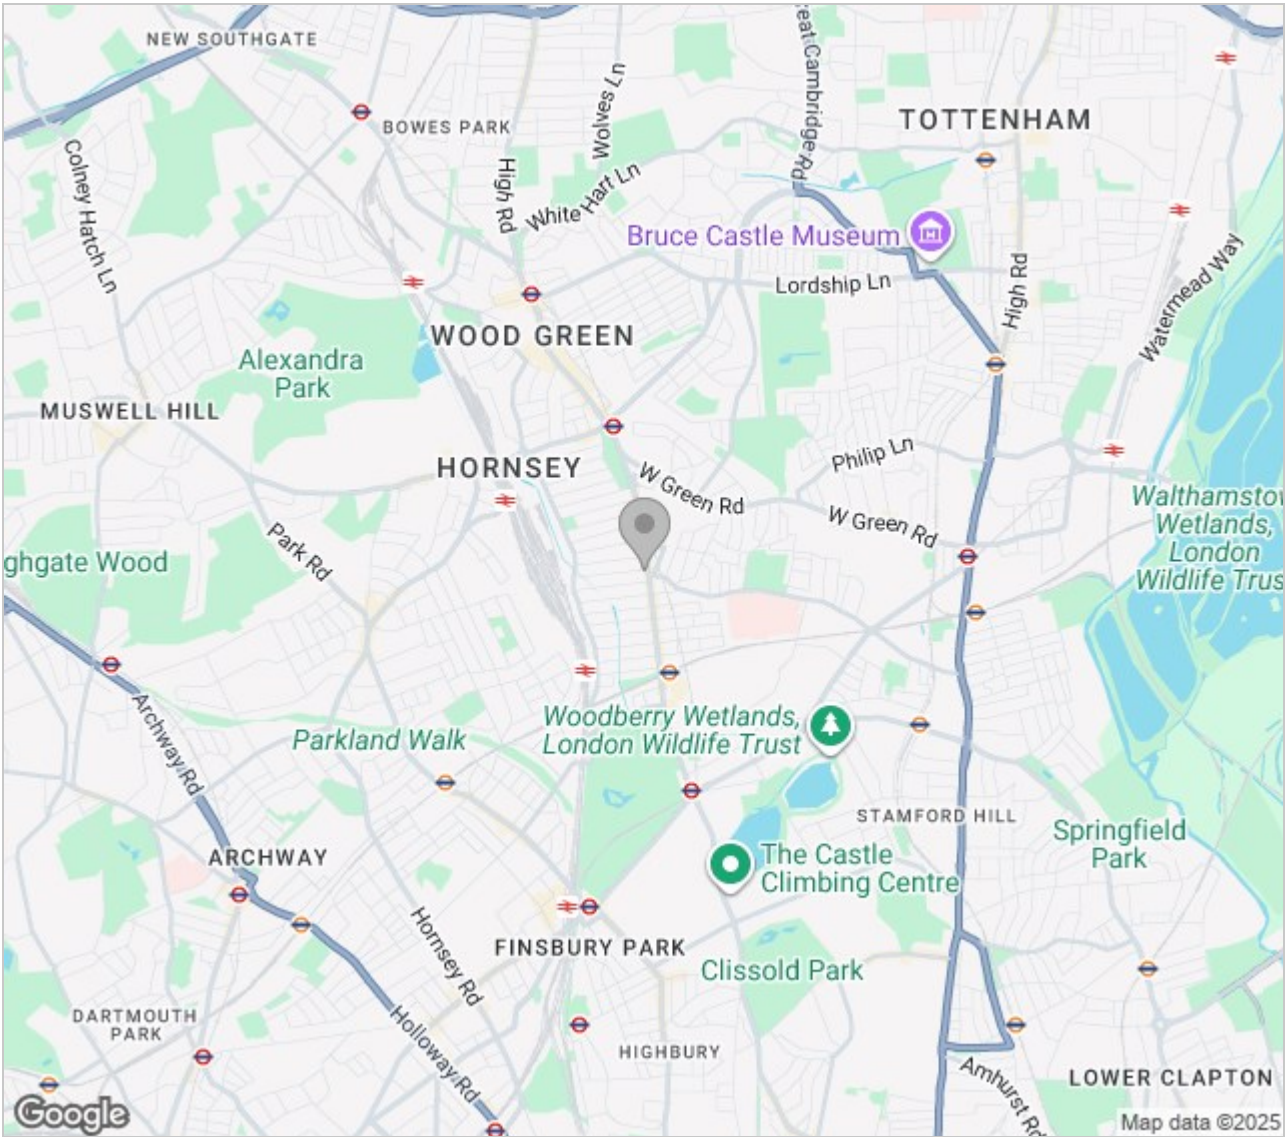 NEW SOUTHGATE
BOWES PARK
Wolves Ln
reat Cambridge Rd
TOTTENHAM
Colney Hatch Ln
High Rd
White Hart Ln
Bruce Castle Museum
Lordship Ln
High Rd
Watermead Way
WOOD GREEN
Alexandra
Park
MUSWELL HILL
HORNSEY
Philip Ln
W Green Rd
W Green Rd
Walthamstow
Wetlands,
London
Wildlife Trus
Park Rd
ghgate Wood
Archway Rd
Parkland Walk
Woodberry Wetlands,
London Wildlife Trust
STAMFORD HILL
Springfield
Park
ARCHWAY
The Castle
Climbing Centre
Hornsey Rd
FINSBURY PARK
Clissold Park
DARTMOUTH
PARK
Holloway Rd
HIGHBURY
Amhurst Rd
LOWER CLAPTON
Google
Map data ©2025